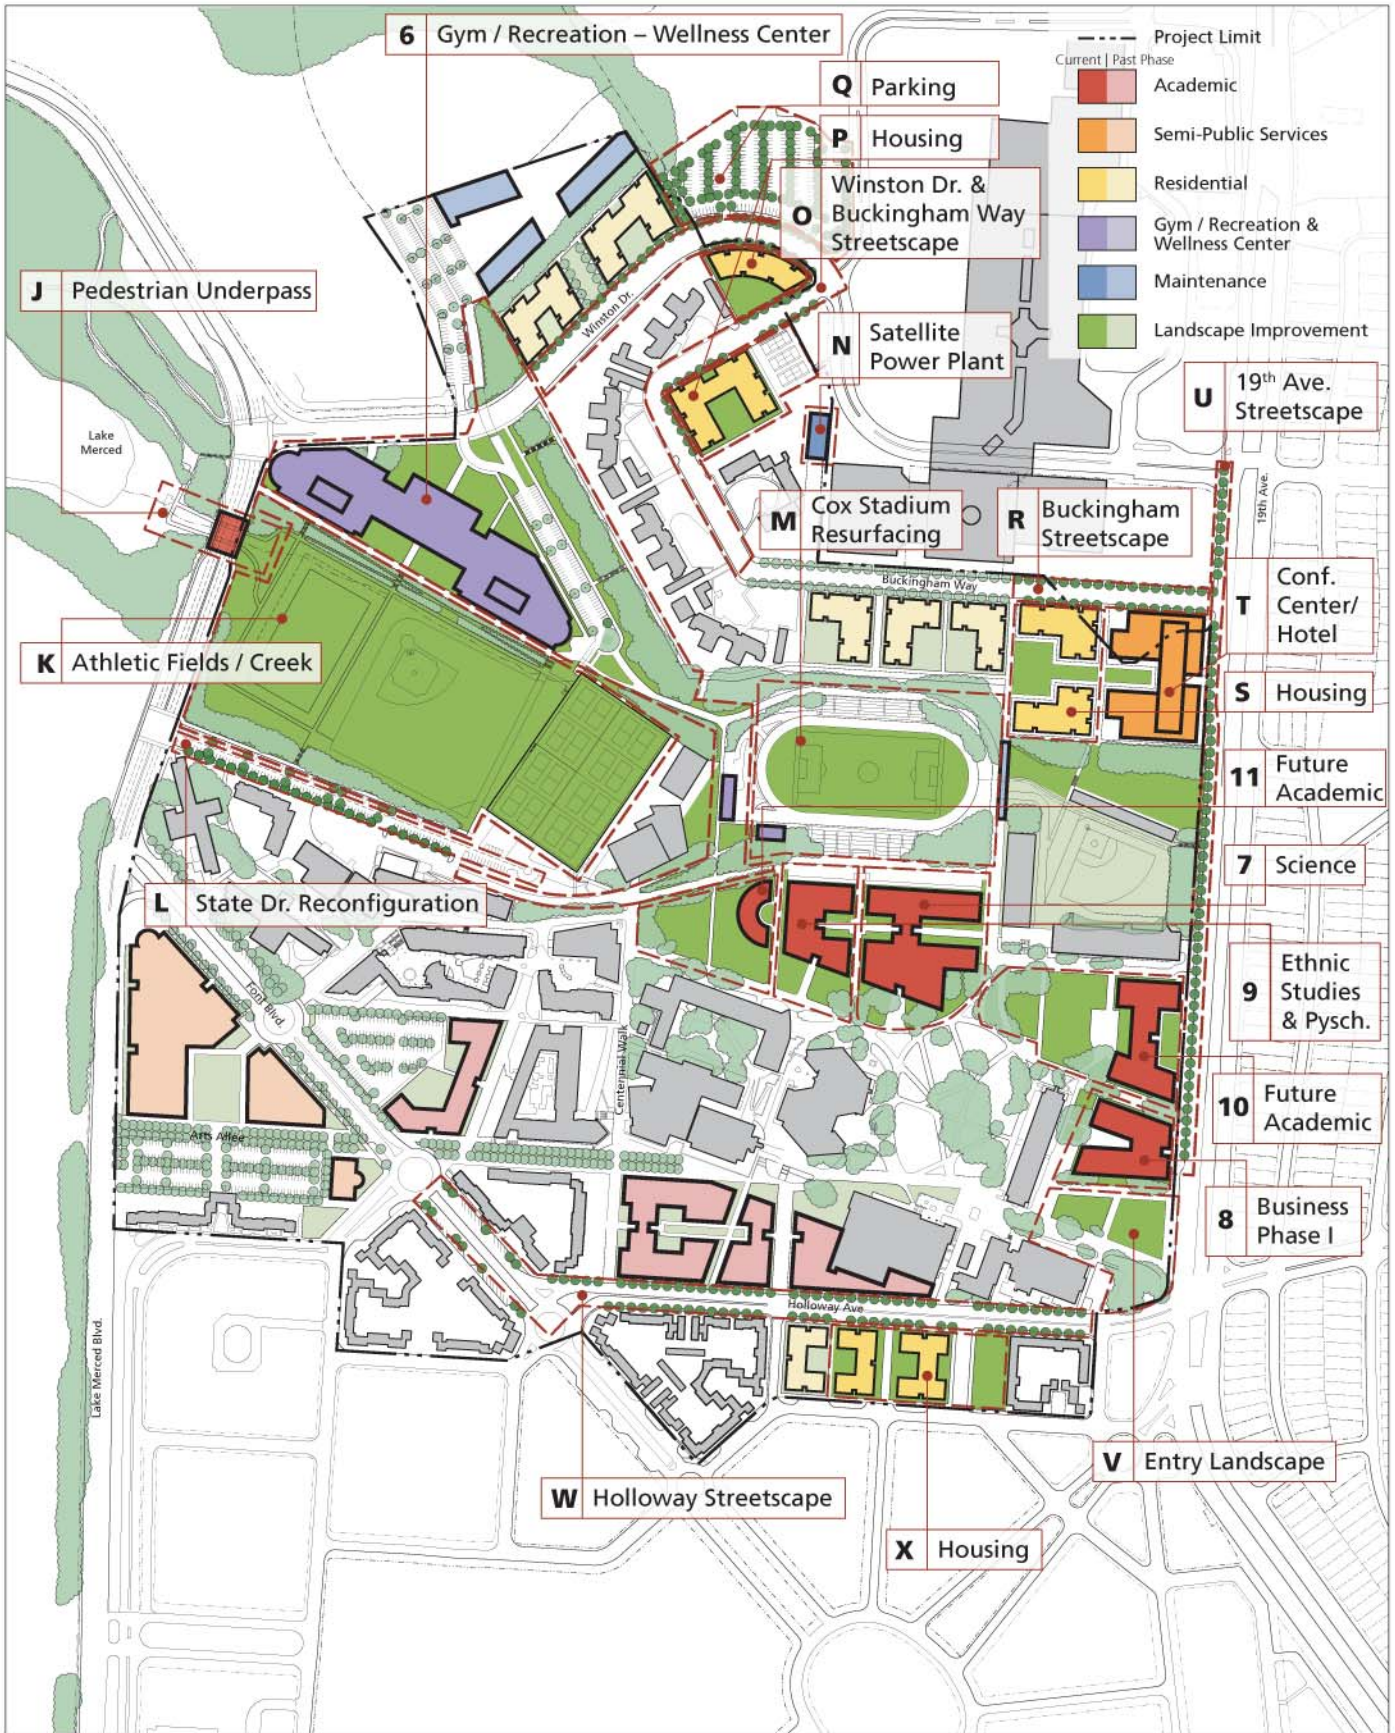 6 Gym / Recreation – Wellness Center
Project Limit
Current | Past Phase
Academic
Semi-Public Services
Residential
Gym / Recreation &
Wellness Center
Maintenance
Landscape Improvement
Q Parking
P Housing
O Winston Dr. &
Buckingham Way
Streetscape
J Pedestrian Underpass
Winston Dr.
N Satellite
Power Plant
U 19th Ave.
Streetscape
Lake
Merced
19th Ave.
M Cox Stadium
Resurfacing
R Buckingham
Streetscape
Buckingham Way
T Conf.
Center/
Hotel
K Athletic Fields / Creek
S Housing
11 Future
Academic
7 Science
L State Dr. Reconfiguration
9 Ethnic
Studies
& Pysch.
Font Blvd.
Centennial Walk
10 Future
Academic
Arts Allee
8 Business
Phase I
Holloway Ave
Lake Merced Blvd.
V Entry Landscape
W Holloway Streetscape
X Housing